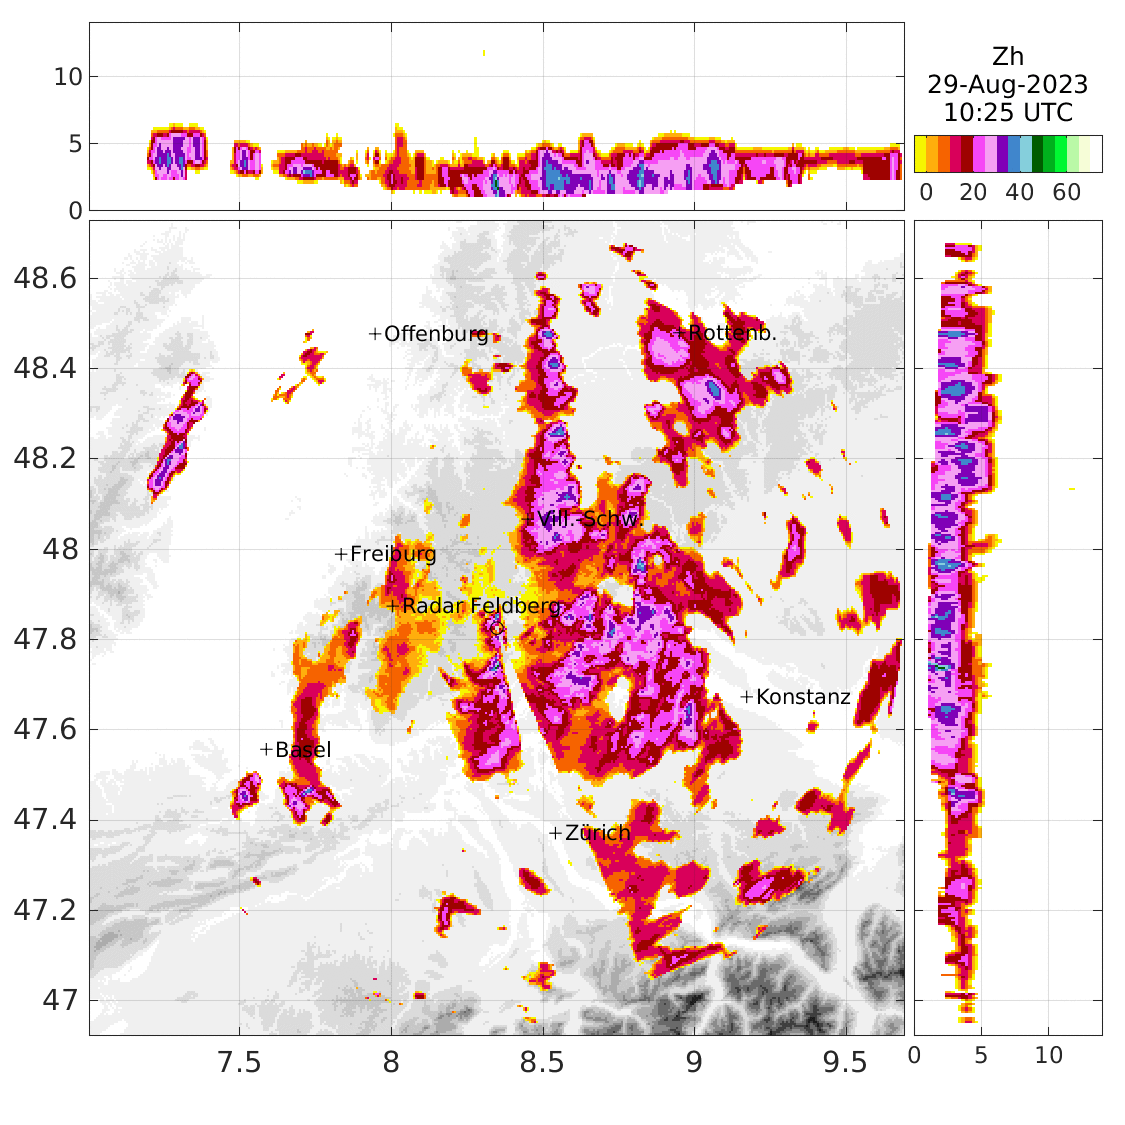 Zh
29-Aug-2023
10:25 UTC
0 20 40 60
10
5
0
48.6
48.4
48.2
48
47.8
47.6
47.4
47.2
47
+Offenburg
+Rottenb.
+Vill.-Schw.
+Freiburg
+Radar Feldberg
+Konstanz
+Basel
+Zürich
7.5 8 8.5 9 9.5
0 5 10